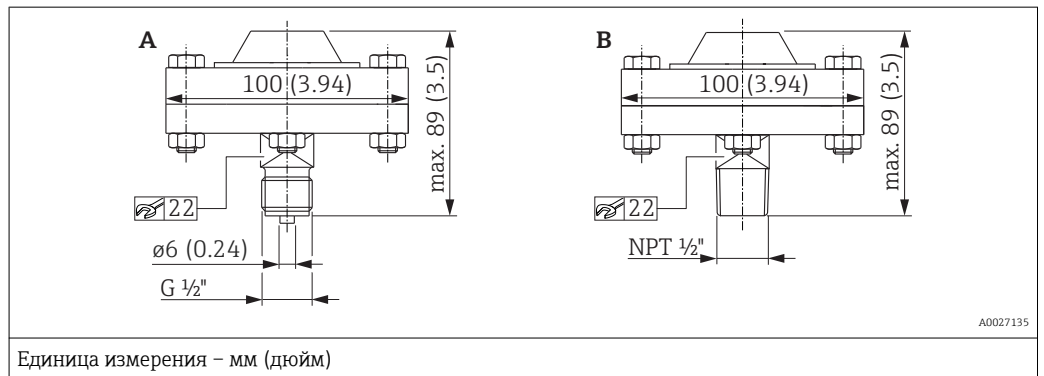 A
100 (3.94)
max. 89 (3.5)
22
ø6 (0.24)
G ½"
B
100 (3.94)
max. 89 (3.5)
22
NPT ½"
A0027135
Единица измерения – мм (дюйм)